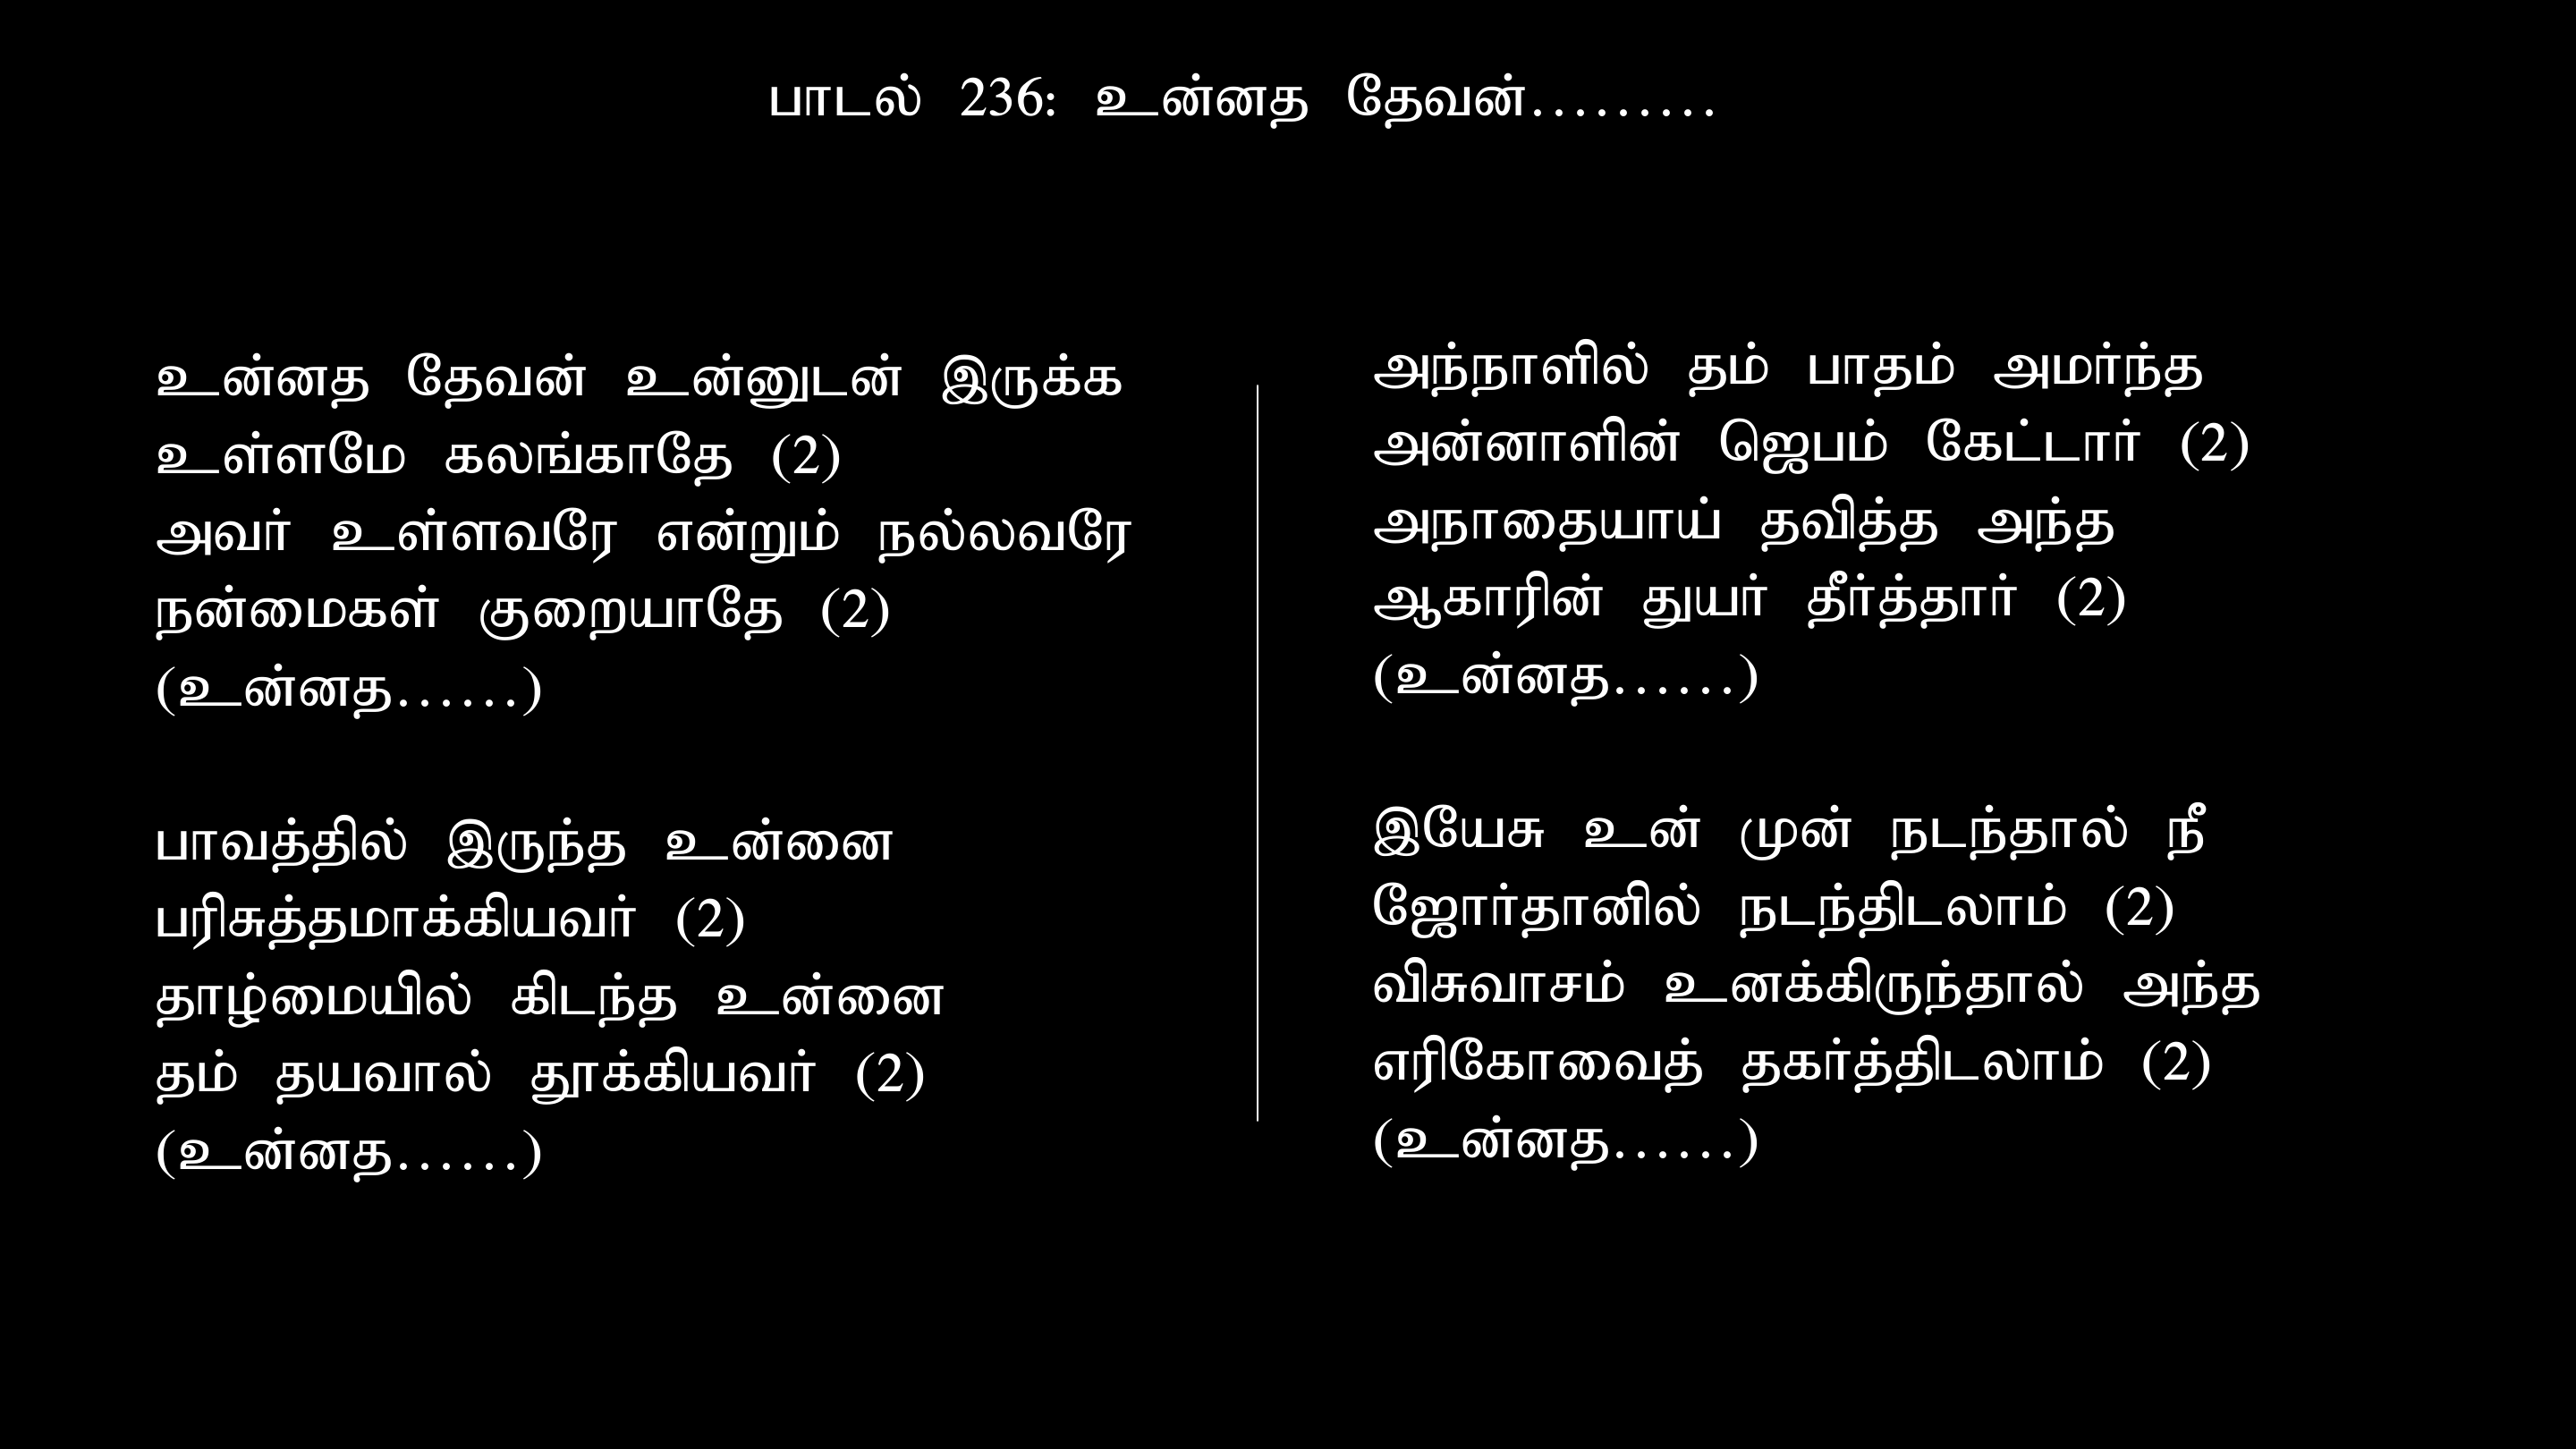 பாடல் 236: உன்னத தேவன்.........
உன்னத தேவன் உன்னுடன் இருக்க
உள்ளமே கலங்காதே (2)
அவர் உள்ளவரே என்றும் நல்லவரே
நன்மைகள் குறையாதே (2)
(உன்னத......)
பாவத்தில் இருந்த உன்னை
பரிசுத்தமாக்கியவர் (2)
தாழ்மையில் கிடந்த உன்னை
தம் தயவால் தூக்கியவர் (2)
(உன்னத......)
அந்நாளில் தம் பாதம் அமர்ந்த
அன்னாளின் ஜெபம் கேட்டார் (2)
அநாதையாய் தவித்த அந்த
ஆகாரின் துயர் தீர்த்தார் (2)
(உன்னத......)
இயேசு உன் முன் நடந்தால் நீ
ஜோர்தானில் நடந்திடலாம் (2)
விசுவாசம் உனக்கிருந்தால் அந்த
எரிகோவைத் தகர்த்திடலாம் (2)
(உன்னத......)